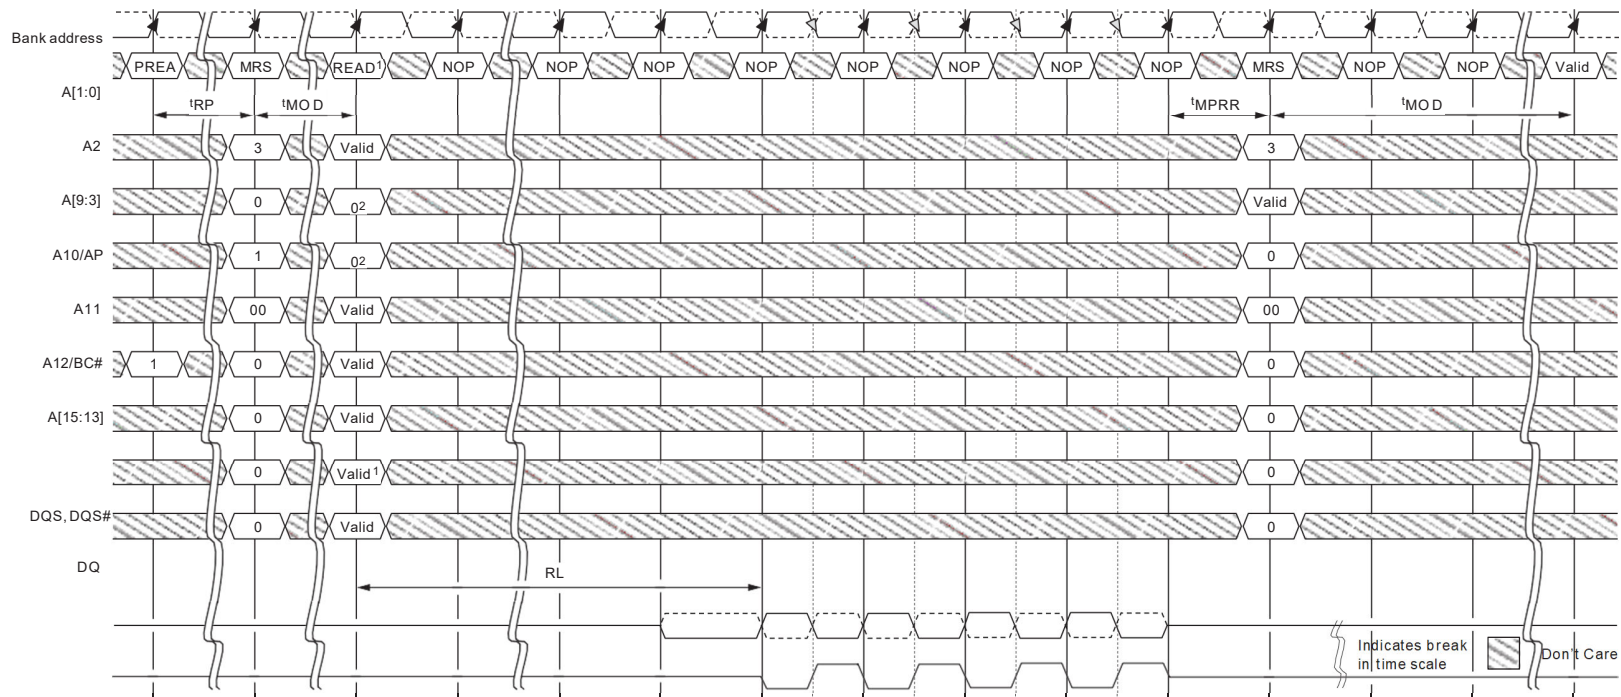 Bank address
PREA MRS READ1) NOP NOP NOP NOP NOP NOP NOP NOP MRS NOP NOP Valid
A[1:0]
tRP tMOD tMPRR tMOD
A2 3 Valid 3
A[9:3] 0 02 Valid
A10/AP 1 02 0
A11 00 Valid 00
A12/BC# 1 0 Valid 0
A[15:13] 0 Valid 0
0 Valid1 0
DQS, DQS# 0 Valid 0
DQ
RL
Indicates break
in time scale
Don't Care